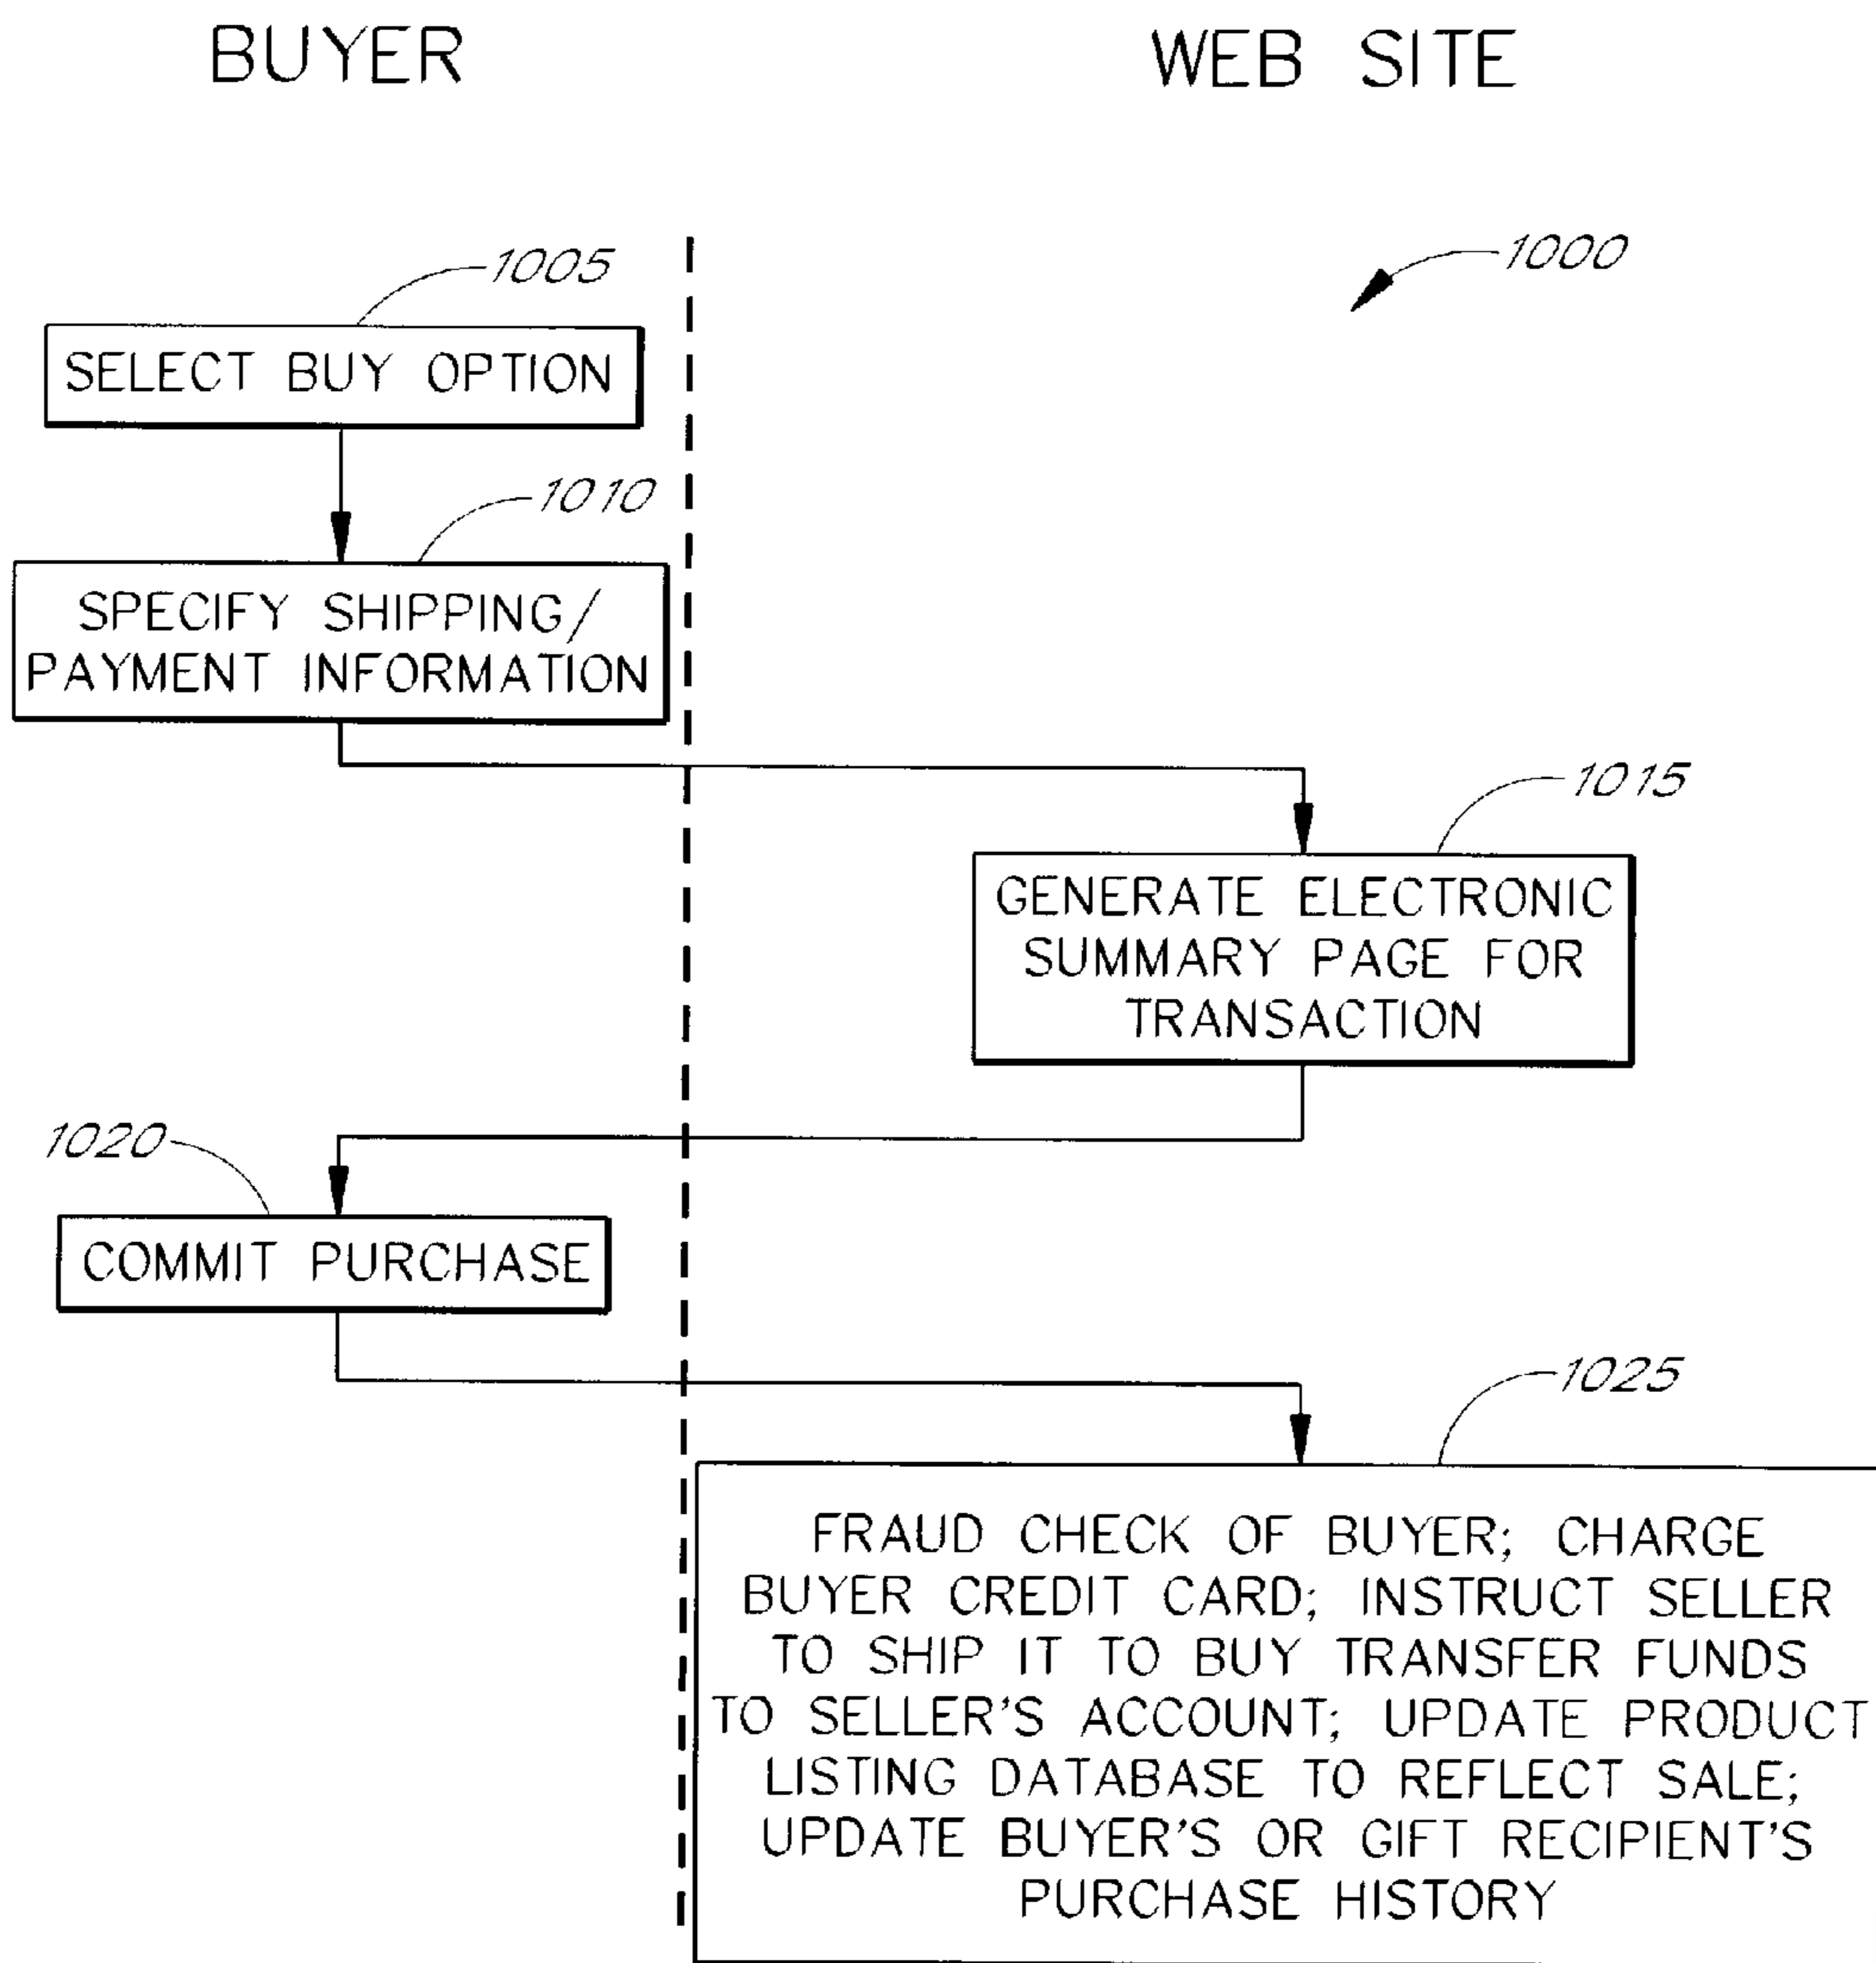 BUYER
WEB SITE
1000
1005
SELECT BUY OPTION
1010
SPECIFY SHIPPING/
PAYMENT INFORMATION
1015
GENERATE ELECTRONIC
SUMMARY PAGE FOR
TRANSACTION
1020
COMMIT PURCHASE
1025
FRAUD CHECK OF BUYER; CHARGE
BUYER CREDIT CARD; INSTRUCT SELLER
TO SHIP IT TO BUY TRANSFER FUNDS
TO SELLER'S ACCOUNT; UPDATE PRODUCT
LISTING DATABASE TO REFLECT SALE;
UPDATE BUYER'S OR GIFT RECIPIENT'S
PURCHASE HISTORY